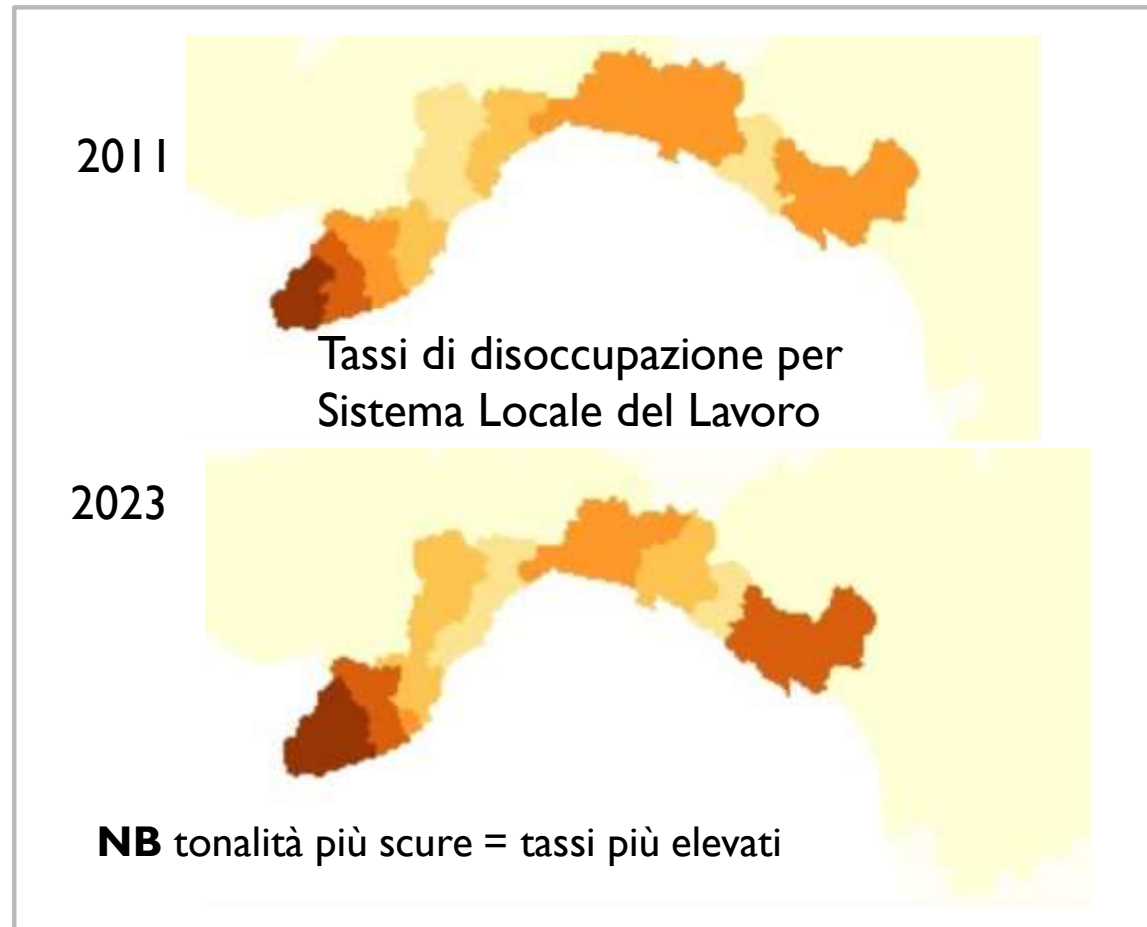 2011
Tassi di disoccupazione per
Sistema Locale del Lavoro
2023
NB tonalità più scure = tassi più elevati